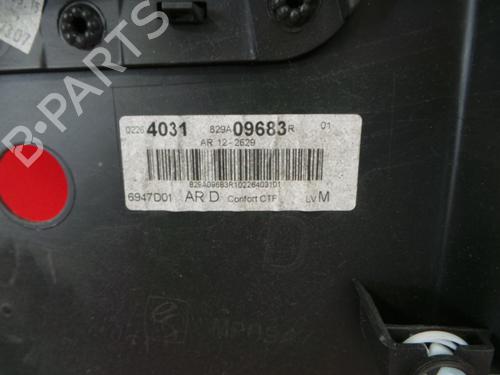 0226 4031 829A 09683 R 01
AR 12-2629
829A09683R10226403101
6947D01 AR D Confort CTF LV M
D
B-PARTS